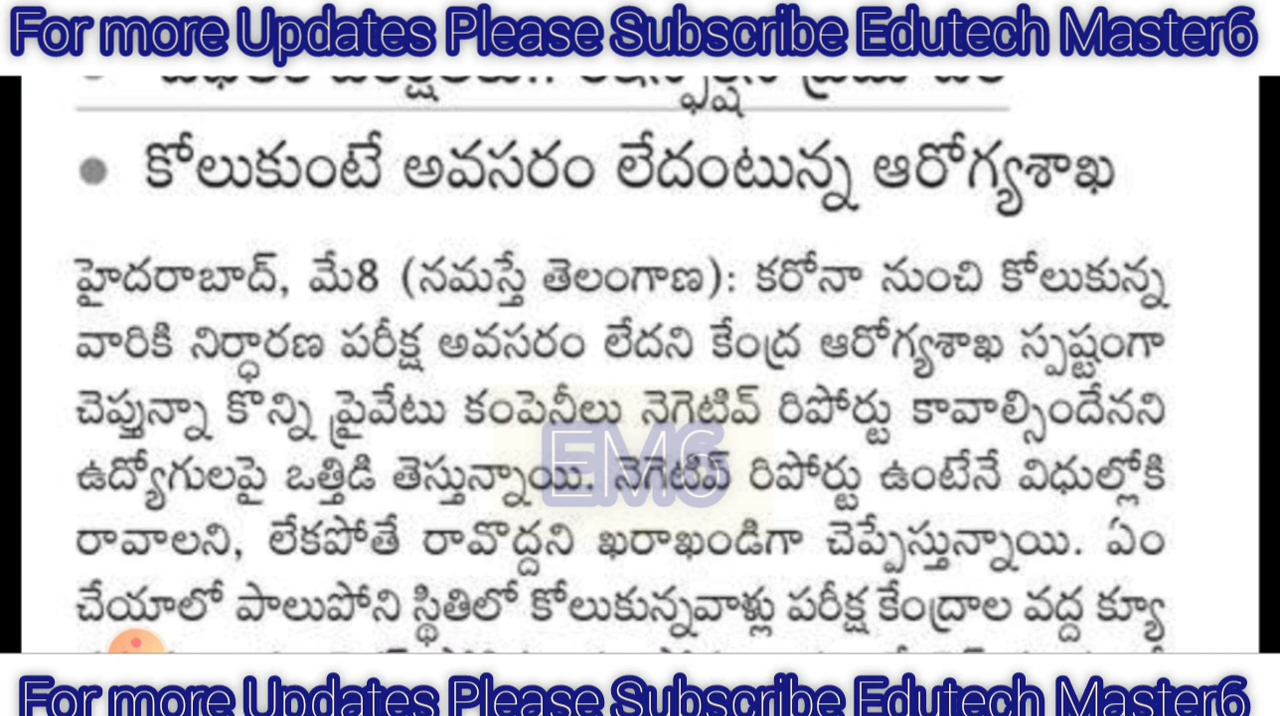 For more Updates Please Subscribe Edutech Master6
• కోలుకుంటే అవసరం లేదంటున్న ఆరోగ్యశాఖ
హైదరాబాద్, మే8 (నమస్తే తెలంగాణ): కరోనా నుంచి కోలుకున్న
వారికి నిర్ధారణ పరీక్ష అవసరం లేదని కేంద్ర ఆరోగ్యశాఖ స్పష్టంగా
చెప్తున్నా కొన్ని ప్రైవేటు కంపెనీలు నెగెటివ్ రిపోర్టు కావాల్సిందేనని
ఉద్యోగులపై ఒత్తిడి తెస్తున్నాయి. నెగెటివ్ రిపోర్టు ఉంటేనే విధుల్లోకి
EM6
రావాలని, లేకపోతే రావొద్దని ఖరాఖండిగా చెప్పేస్తున్నాయి. ఏం
చేయాలో పాలుపోని స్థితిలో కోలుకున్నవాళ్లు పరీక్ష కేంద్రాల వద్ద క్యూ
For more Updates Please Subscribe Edutech Master6